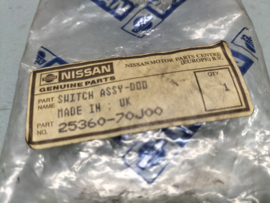 NISSAN
GENUINE PARTS
NISSAN MOTOR PARTS CENTRE
(EUROPE) B.V.
PART NAME SWITCH ASSY-DOO
MADE IN : UK
QTY
1
PART NO. 25360-70J00